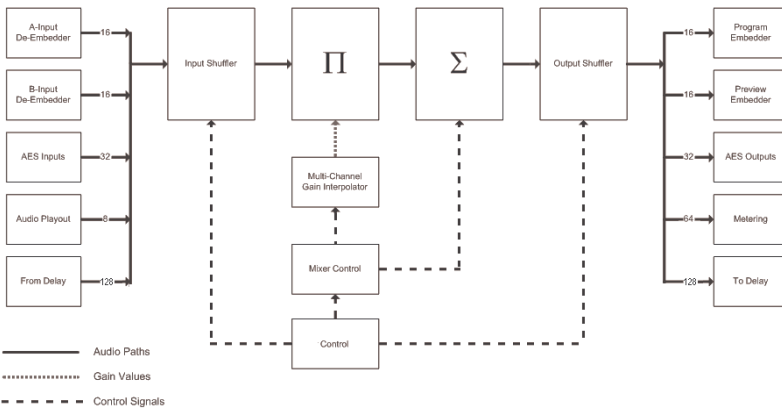 A-Input
De-Embedder
16
B-Input
De-Embedder
16
AES Inputs
32
Audio Playout
8
From Delay
128
Input Shuffler
Π
Σ
Output Shuffler
Multi-Channel
Gain Interpolator
Mixer Control
Control
16
Program
Embedder
16
Preview
Embedder
32
AES Outputs
64
Metering
128
To Delay
Audio Paths
Gain Values
Control Signals